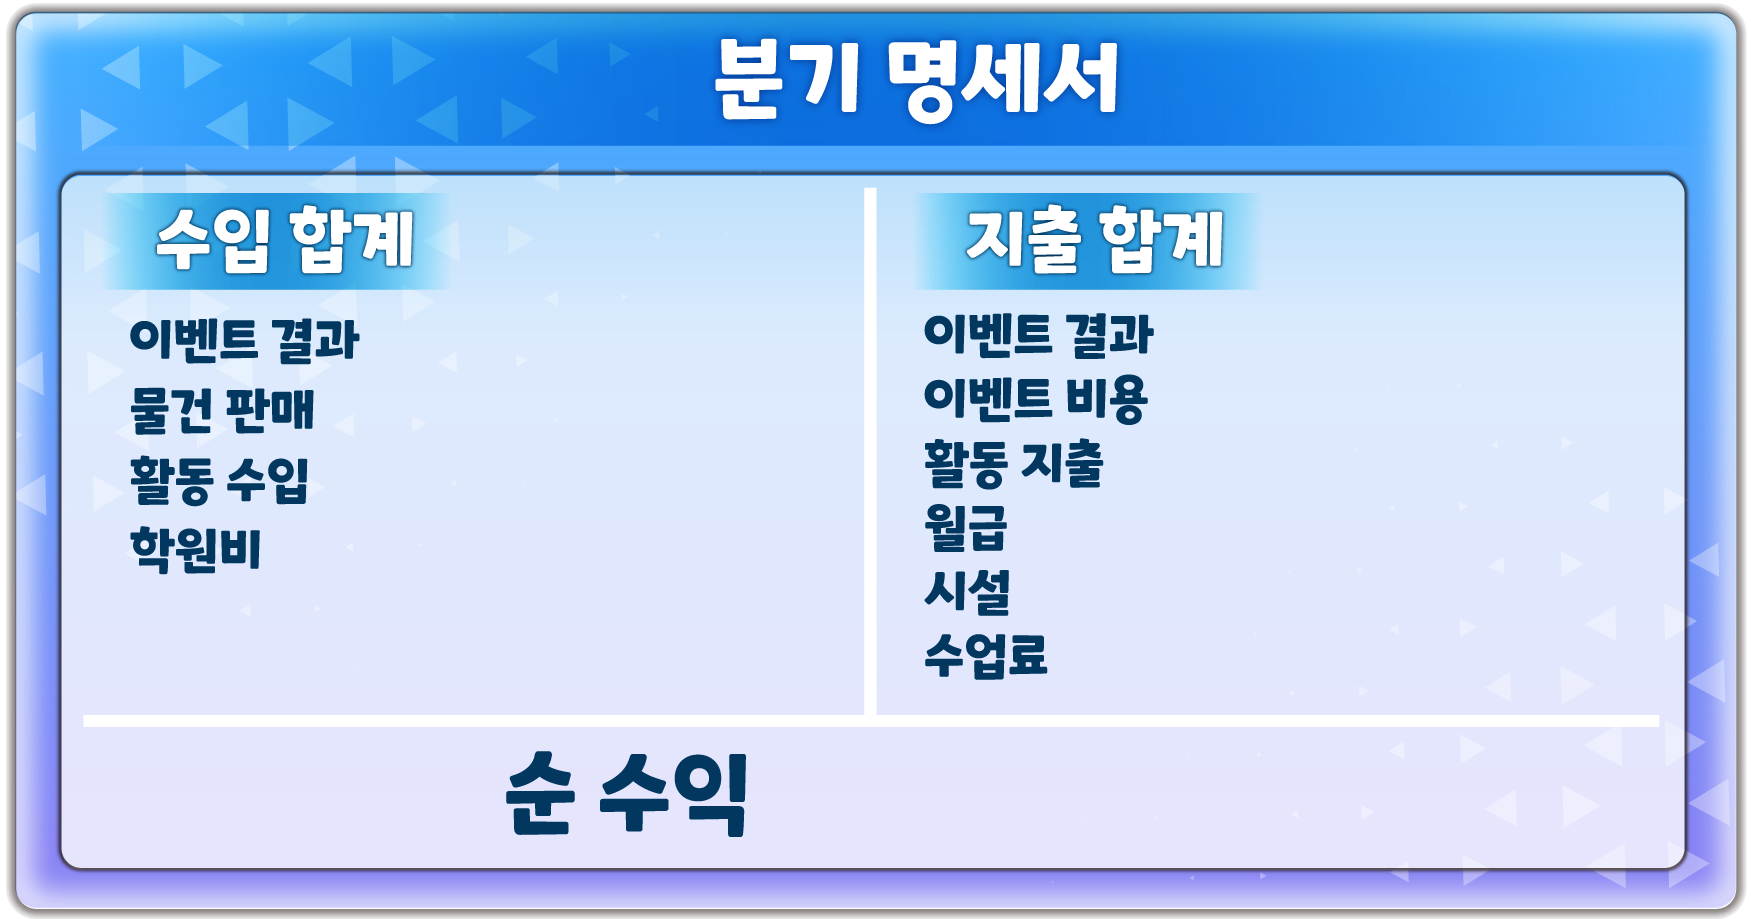 분기 명세서
수입 합계
이벤트 결과
물건 판매
활동 수입
학원비
지출 합계
이벤트 결과
이벤트 비용
활동 지출
월급
시설
수업료
순 수익